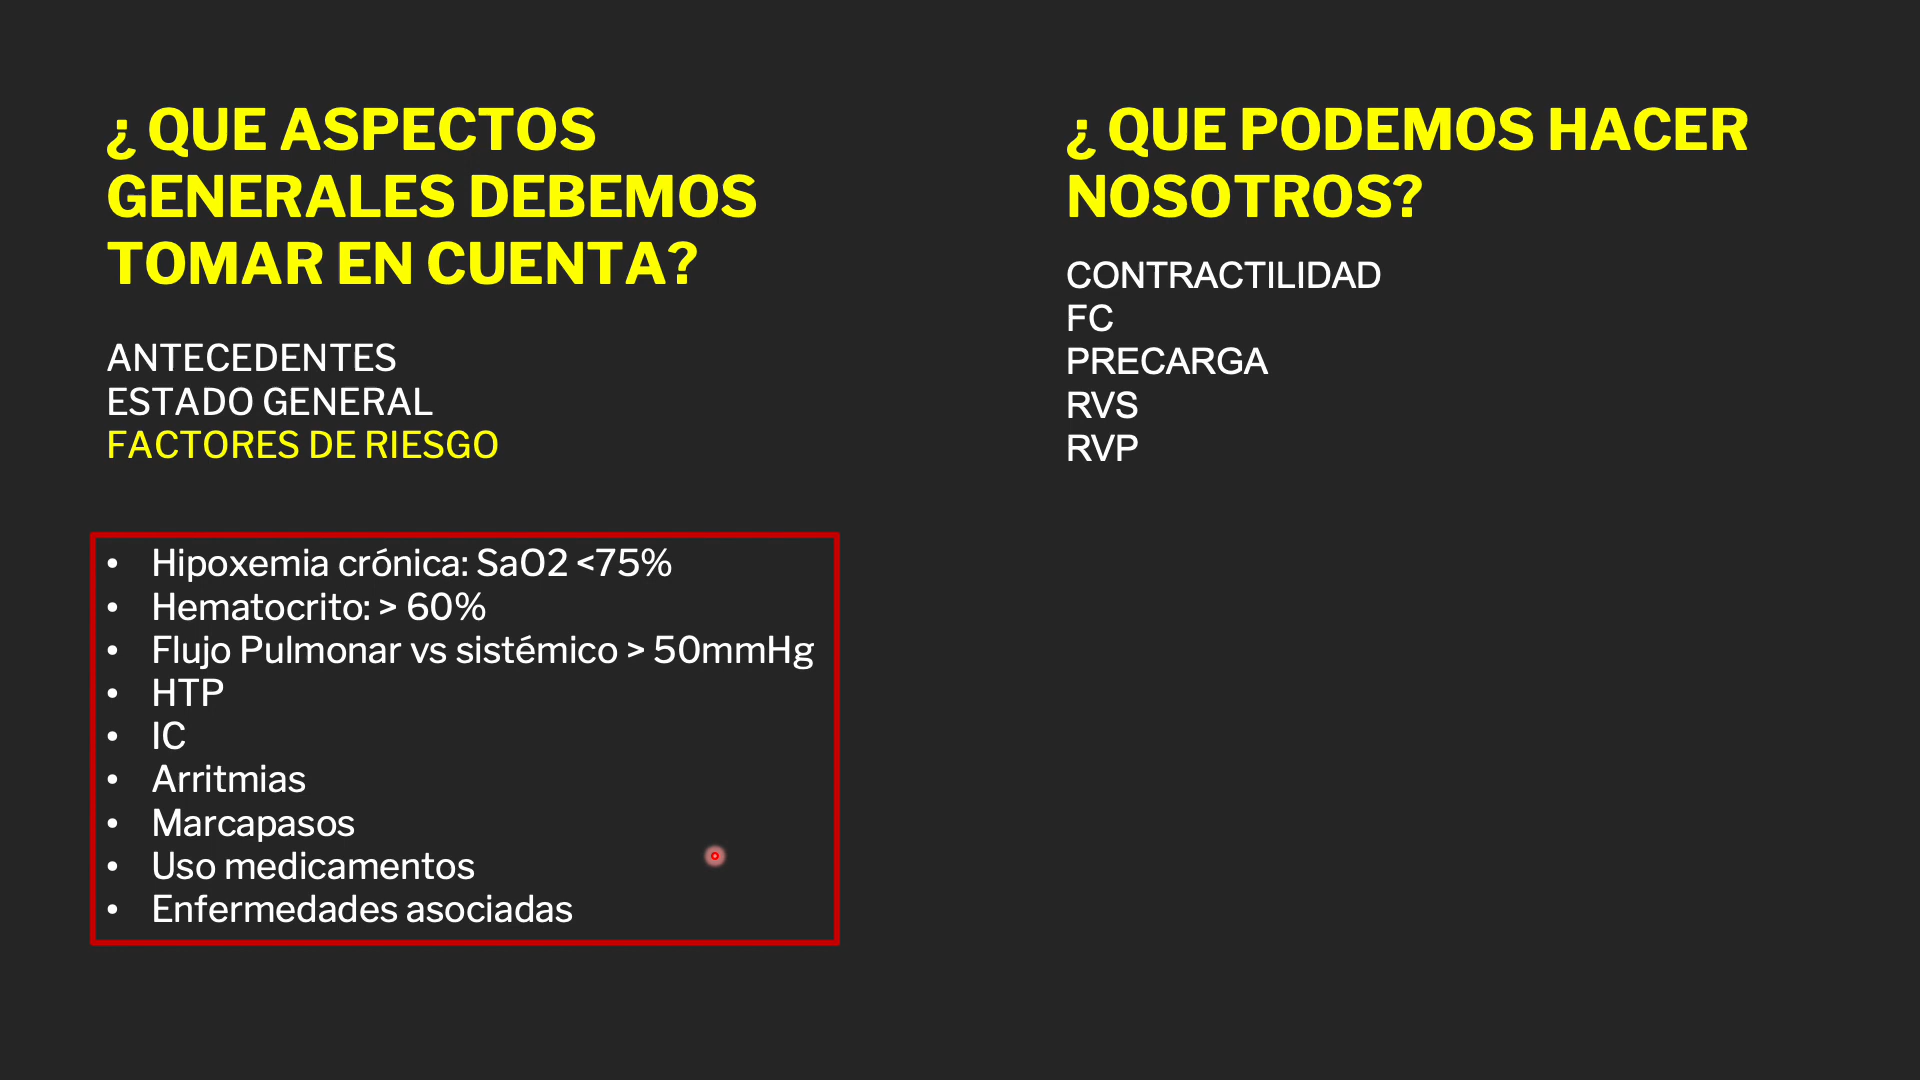 ¿ QUE ASPECTOS
GENERALES DEBEMOS
TOMAR EN CUENTA?
ANTECEDENTES
ESTADO GENERAL
FACTORES DE RIESGO
• Hipoxemia crónica: SaO2 <75%
• Hematocrito: > 60%
• Flujo Pulmonar vs sistémico > 50mmHg
• HTP
• IC
• Arritmias
• Marcapasos
• Uso medicamentos
• Enfermedades asociadas
¿ QUE PODEMOS HACER
NOSOTROS?
CONTRACTILIDAD
FC
PRECARGA
RVS
RVP